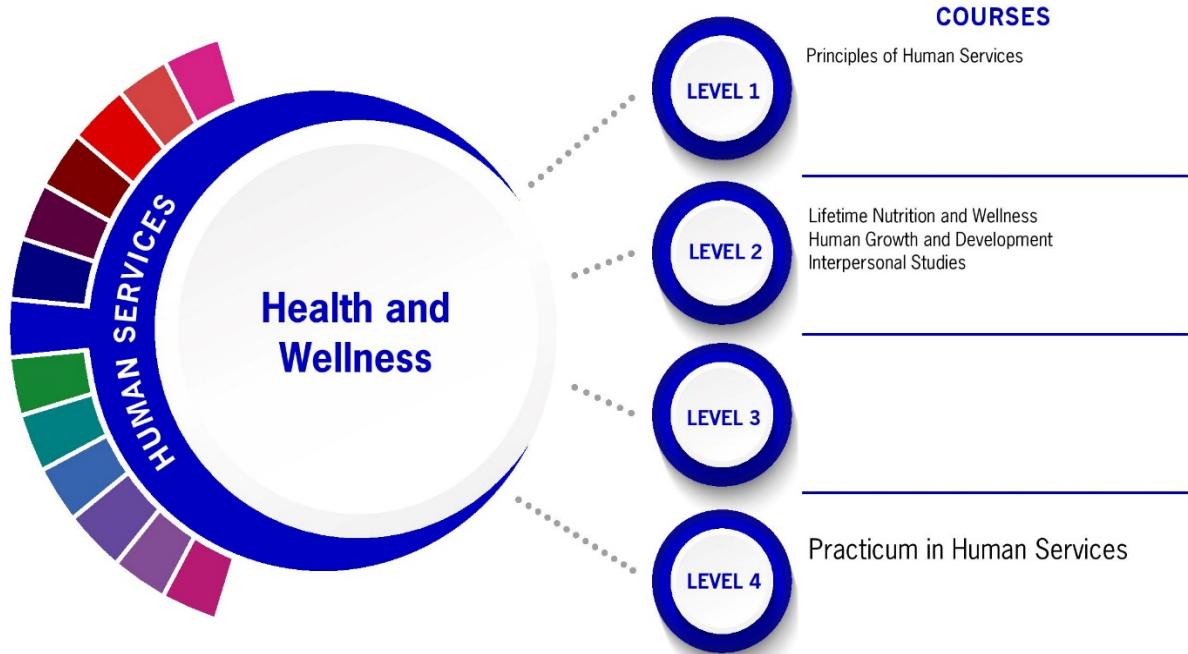 COURSES
HUMAN SERVICES
Health and
Wellness
LEVEL 1
Principles of Human Services
LEVEL 2
Lifetime Nutrition and Wellness
Human Growth and Development
Interpersonal Studies
LEVEL 3
LEVEL 4
Practicum in Human Services